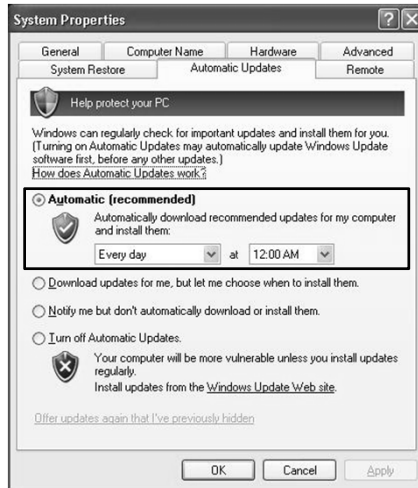 System Properties
General Computer Name Hardware Advanced
System Restore Automatic Updates Remote
Help protect your PC
Windows can regularly check for important updates and install them for you.
(Turning on Automatic Updates may automatically update Windows Update
software first, before any other updates.)
How does Automatic Updates work?
Automatic (recommended)
Automatically download recommended updates for my computer
and install them:
Every day at 12:00 AM
Download updates for me, but let me choose when to install them.
Notify me but don't automatically download or install them.
Turn off Automatic Updates.
Your computer will be more vulnerable unless you install updates
regularly.
Install updates from the Windows Update Web site.
Offer updates again that I've previously hidden
OK Cancel Apply